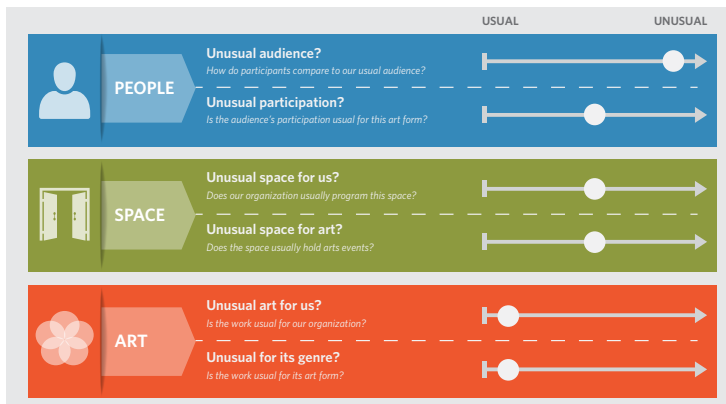 USUAL UNUSUAL
PEOPLE
Unusual audience?
How do participants compare to our usual audience?
Unusual participation?
Is the audience's participation usual for this art form?
SPACE
Unusual space for us?
Does our organization usually program this space?
Unusual space for art?
Does the space usually hold arts events?
ART
Unusual art for us?
Is the work usual for our organization?
Unusual for its genre?
Is the work usual for its art form?